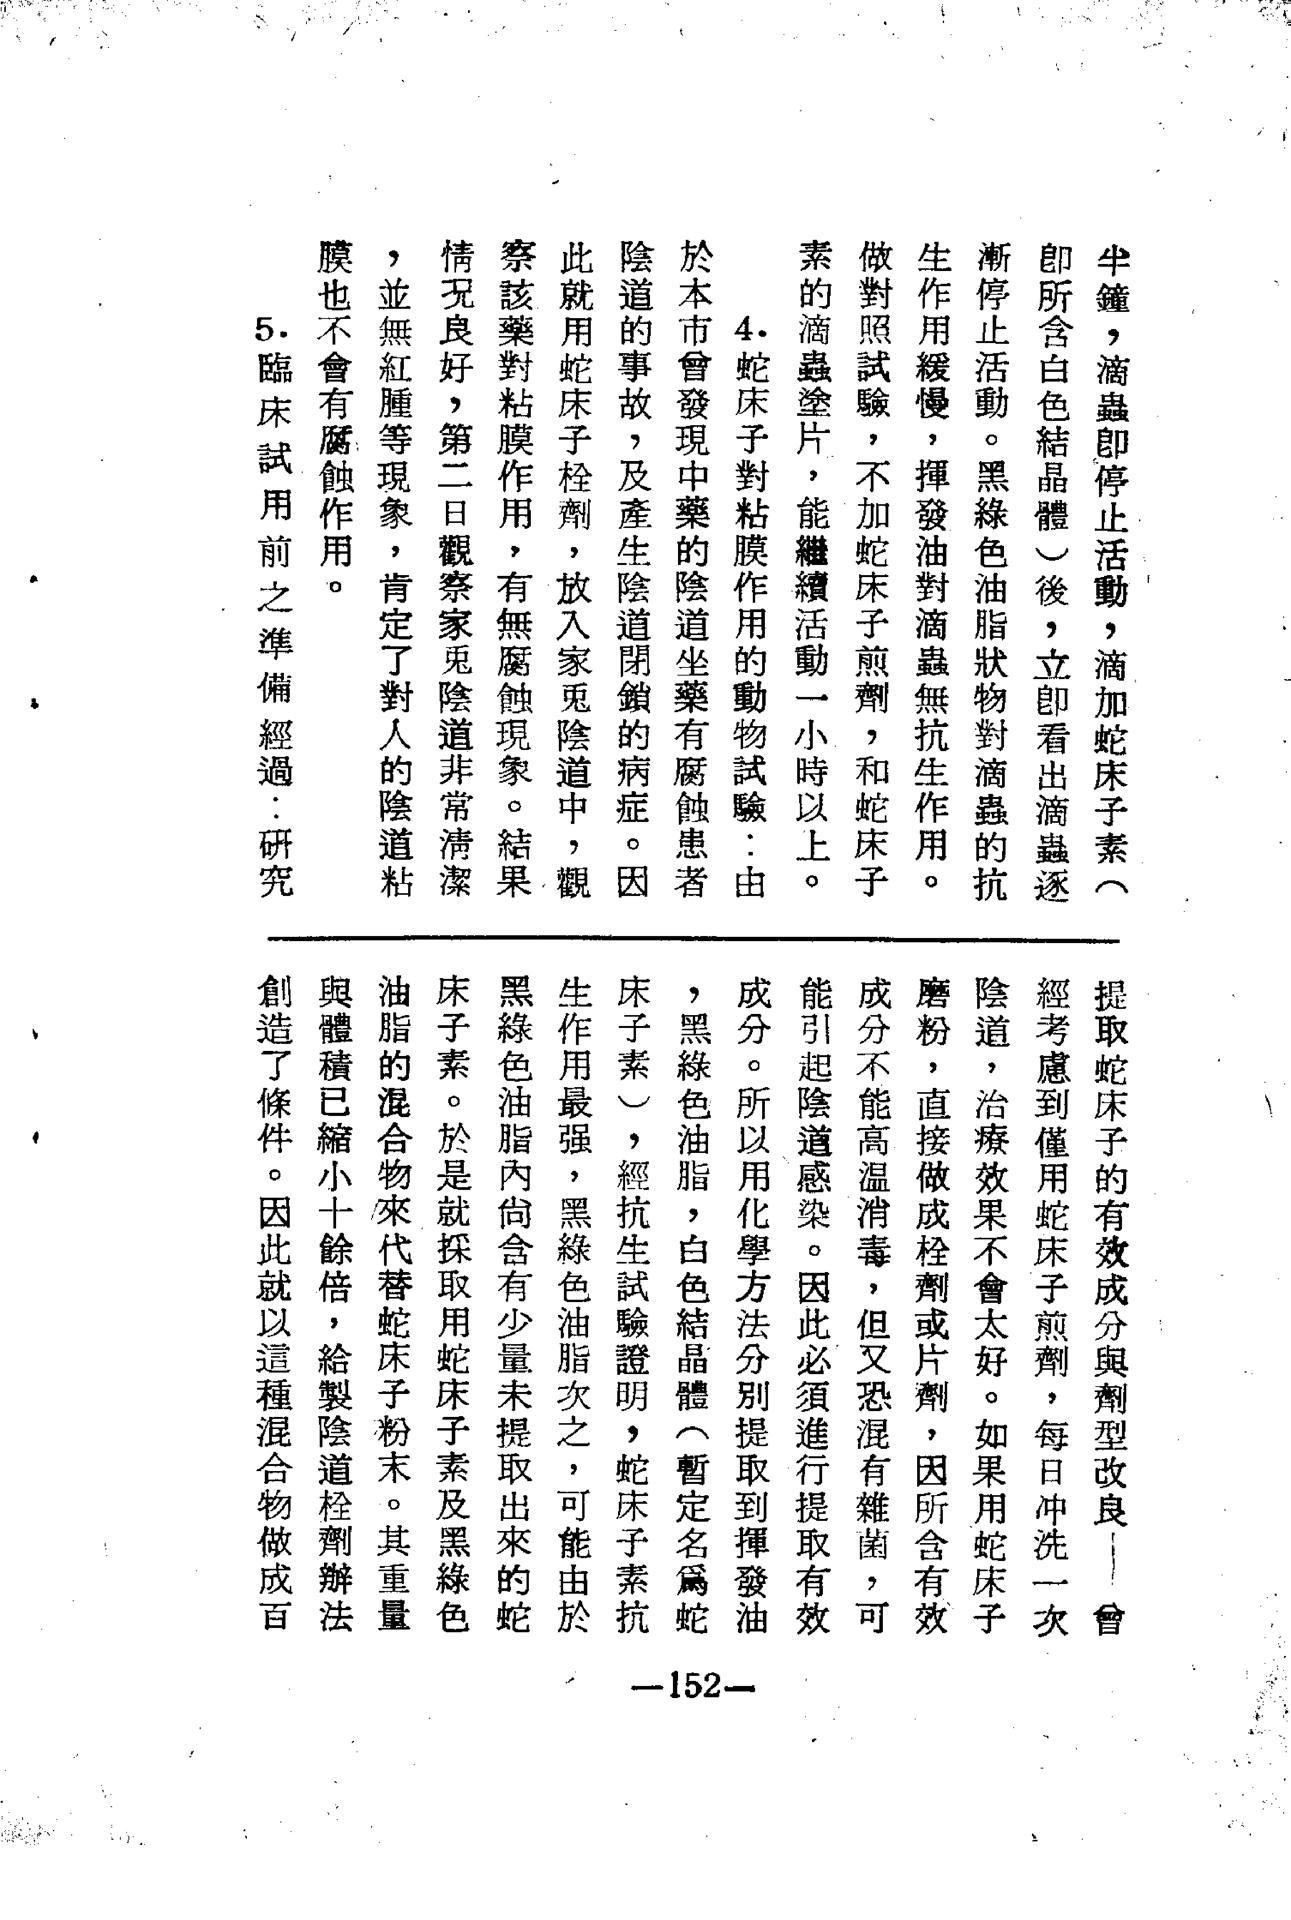 半鐘，滴蟲卽停止活動，滴加蛇床子素（
卽所含白色結晶體）後，立卽看出滴蟲逐
漸停止活動。黑綠色油脂狀物對滴蟲的抗
生作用緩慢，揮發油對滴蟲無抗生作用。
做對照試驗，不加蛇床子煎劑，和蛇床子
素的滴蟲塗片，能繼續活動一小時以上。
4.蛇床子對粘膜作用的動物試驗：由
於本市曾發現中藥的陰道坐藥有腐蝕患者
陰道的事故，及產生陰道閉鎖的病症。因
此就用蛇床子栓劑，放入家兎陰道中，觀
察該藥對粘膜作用，有無腐蝕現象。結果
情況良好，第二日觀察家兎陰道非常清潔
，並無紅腫等現象，肯定了對人的陰道粘
膜也不會有腐蝕作用。
5.臨床試用前之準備經過：研究
提取蛇床子的有效成分與劑型改良——曾
經考慮到僅用蛇床子煎劑，每日冲洗一次
陰道，治療效果不會太好。如果用蛇床子
磨粉，直接做成栓劑或片劑，因所含有效
成分不能高温消毒，但又恐混有雜菌，可
能引起陰道感染。因此必須進行提取有效
成分。所以用化學方法分別提取到揮發油
，黑綠色油脂，白色結晶體（暫定名爲蛇
床子素），經抗生試驗證明，蛇床子素抗
生作用最强，黑綠色油脂次之，可能由於
黑綠色油脂內尙含有少量未提取出來的蛇
床子素。於是就採取用蛇床子素及黑綠色
油脂的混合物來代替蛇床子粉末。其重量
與體積已縮小十餘倍，給製陰道栓劑辦法
創造了條件。因此就以這種混合物做成百
—152—